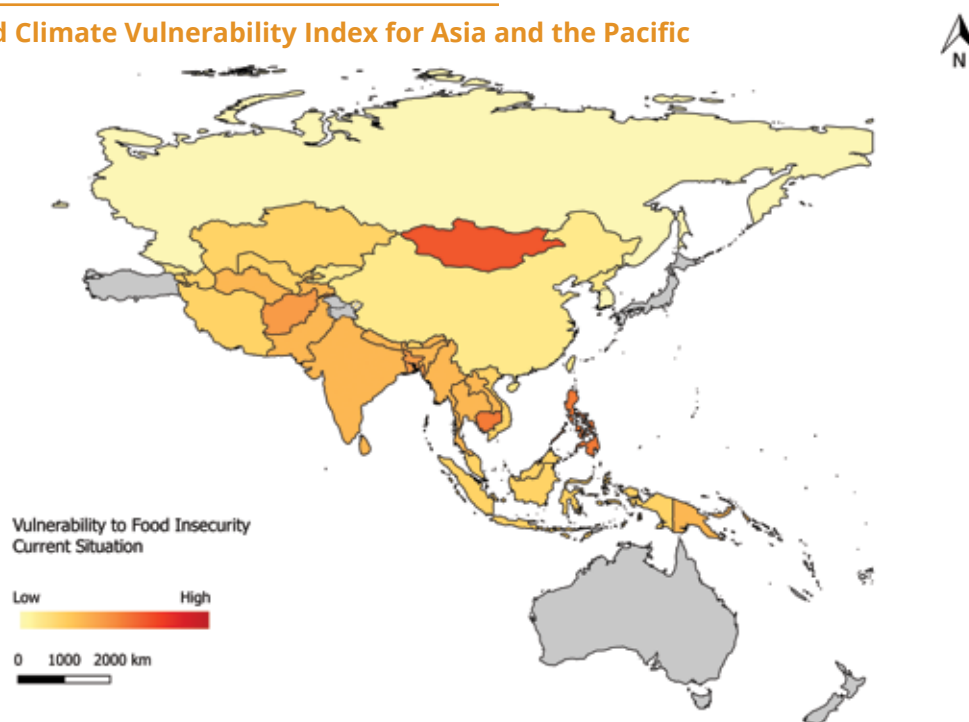 Climate Vulnerability Index for Asia and the Pacific
N
Vulnerability to Food Insecurity
Current Situation
Low High
0 1000 2000 km